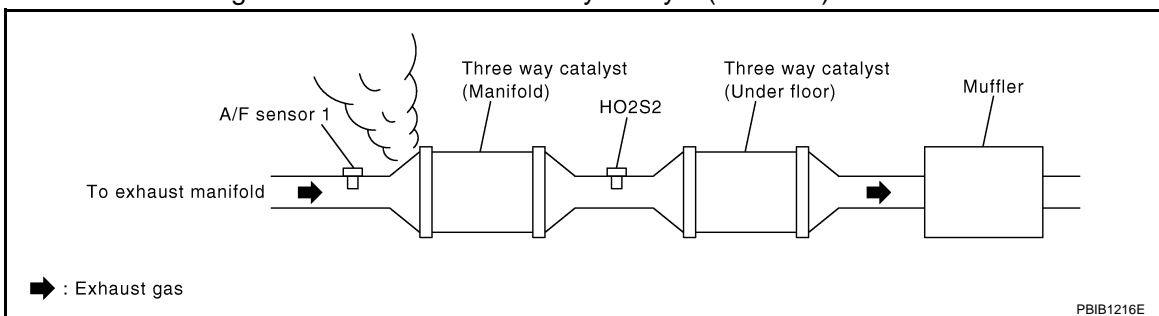 Three way catalyst
(Manifold)
Three way catalyst
(Under floor)
Muffler
HO2S2
A/F sensor 1
To exhaust manifold
: Exhaust gas
PBIB1216E